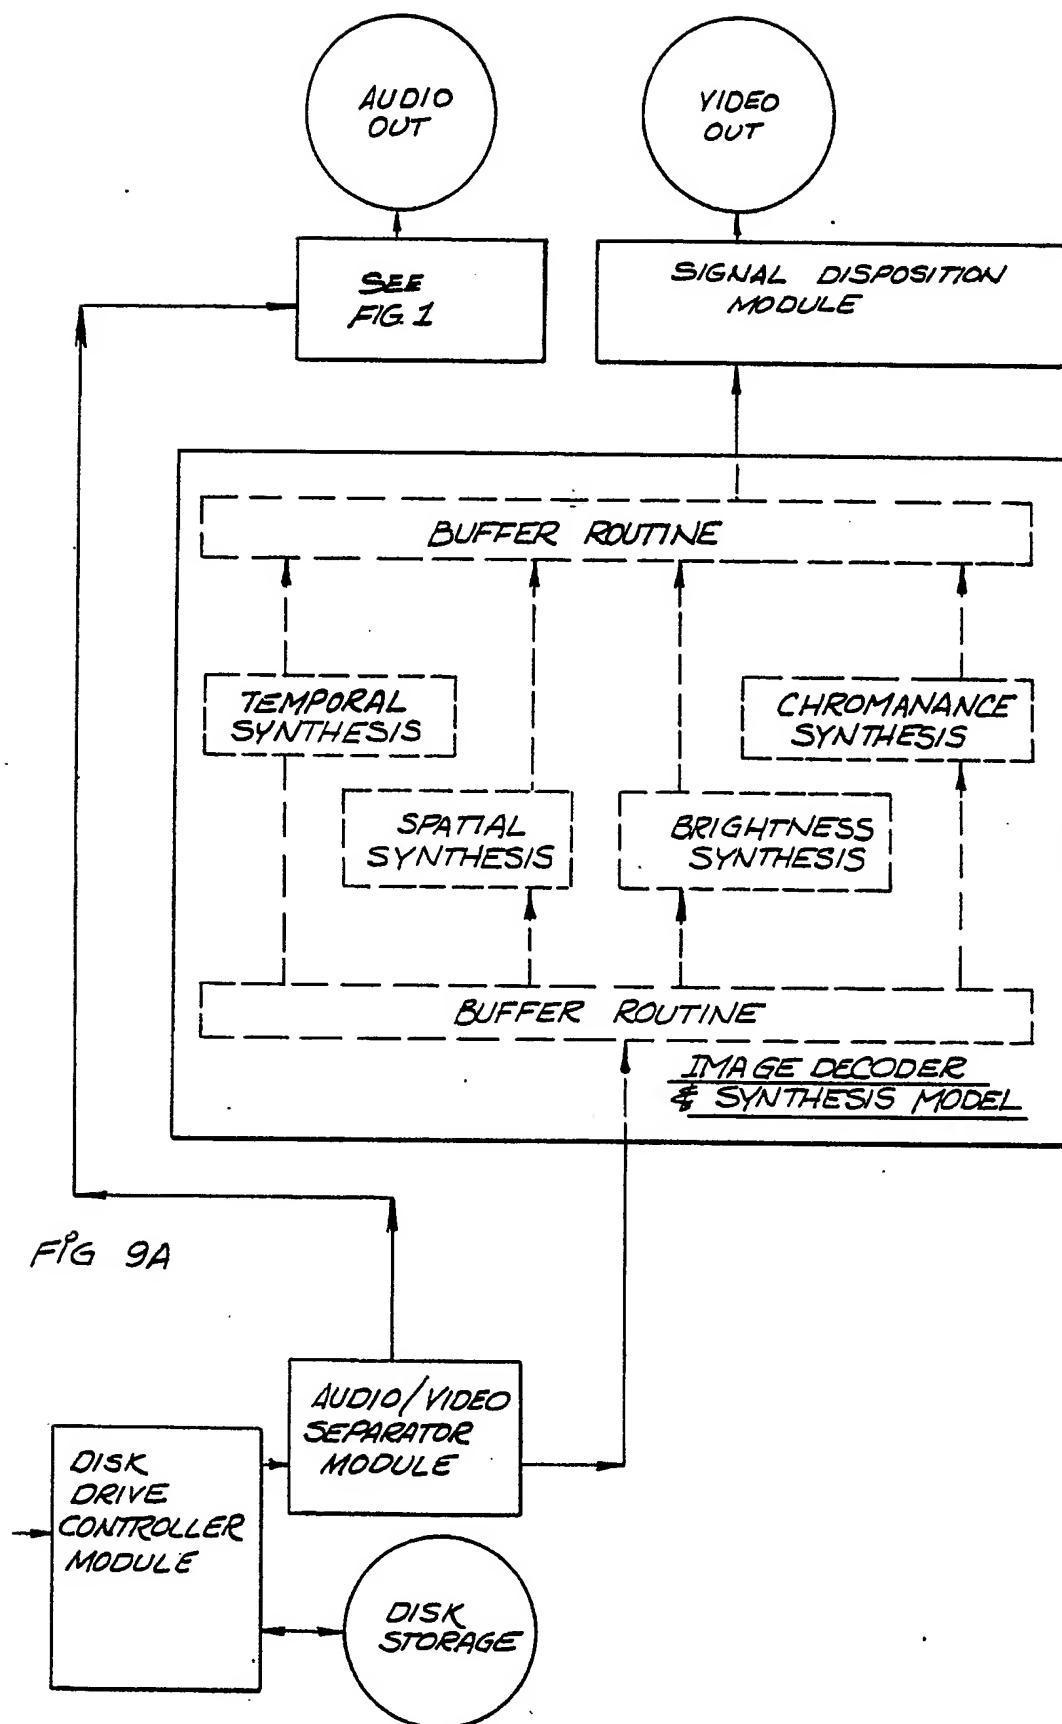 AUDIO
OUT
VIDEO
OUT
SEE
FIG. 1
SIGNAL DISPOSITION
MODULE
BUFFER ROUTINE
TEMPORAL
SYNTHESIS
CHROMANANCE
SYNTHESIS
SPATIAL
SYNTHESIS
BRIGHTNESS
SYNTHESIS
BUFFER ROUTINE
IMAGE DECODER
& SYNTHESIS MODEL
FIG 9A
AUDIO/VIDEO
SEPARATOR
MODULE
DISK
DRIVE
CONTROLLER
MODULE
DISK
STORAGE